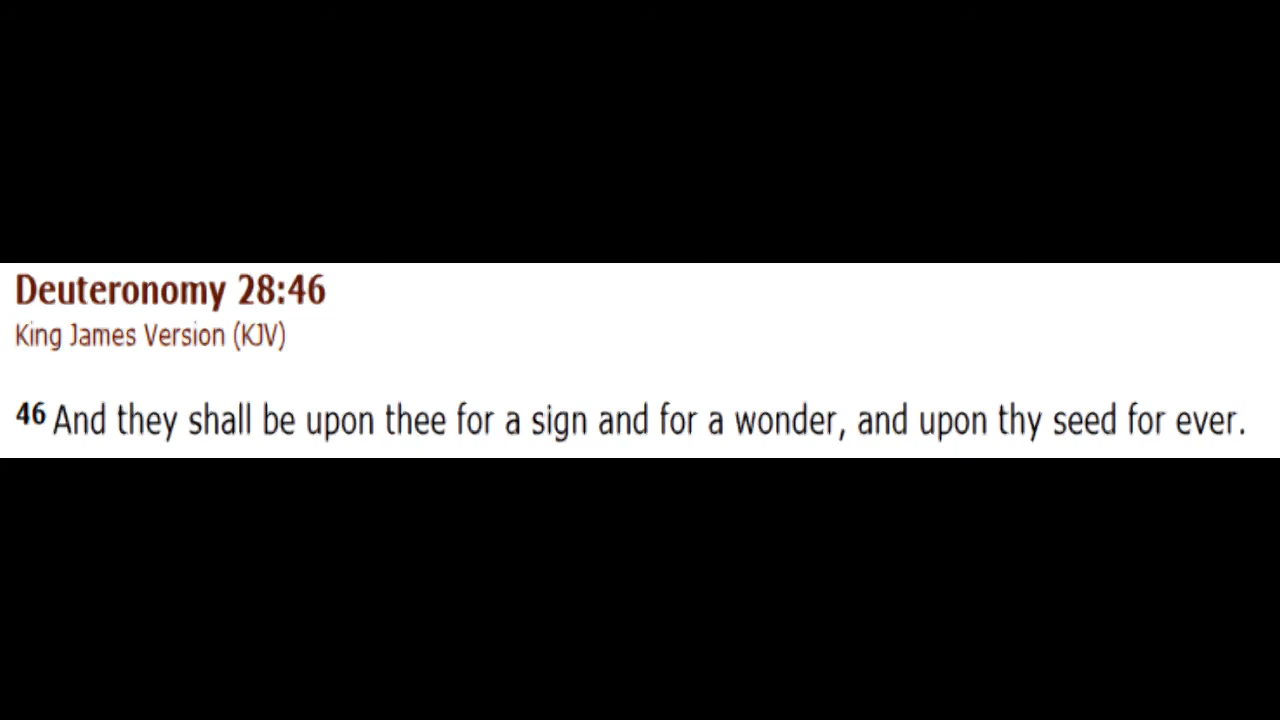 Deuteronomy 28:46
King James Version (KJV)
46 And they shall be upon thee for a sign and for a wonder, and upon thy seed for ever.